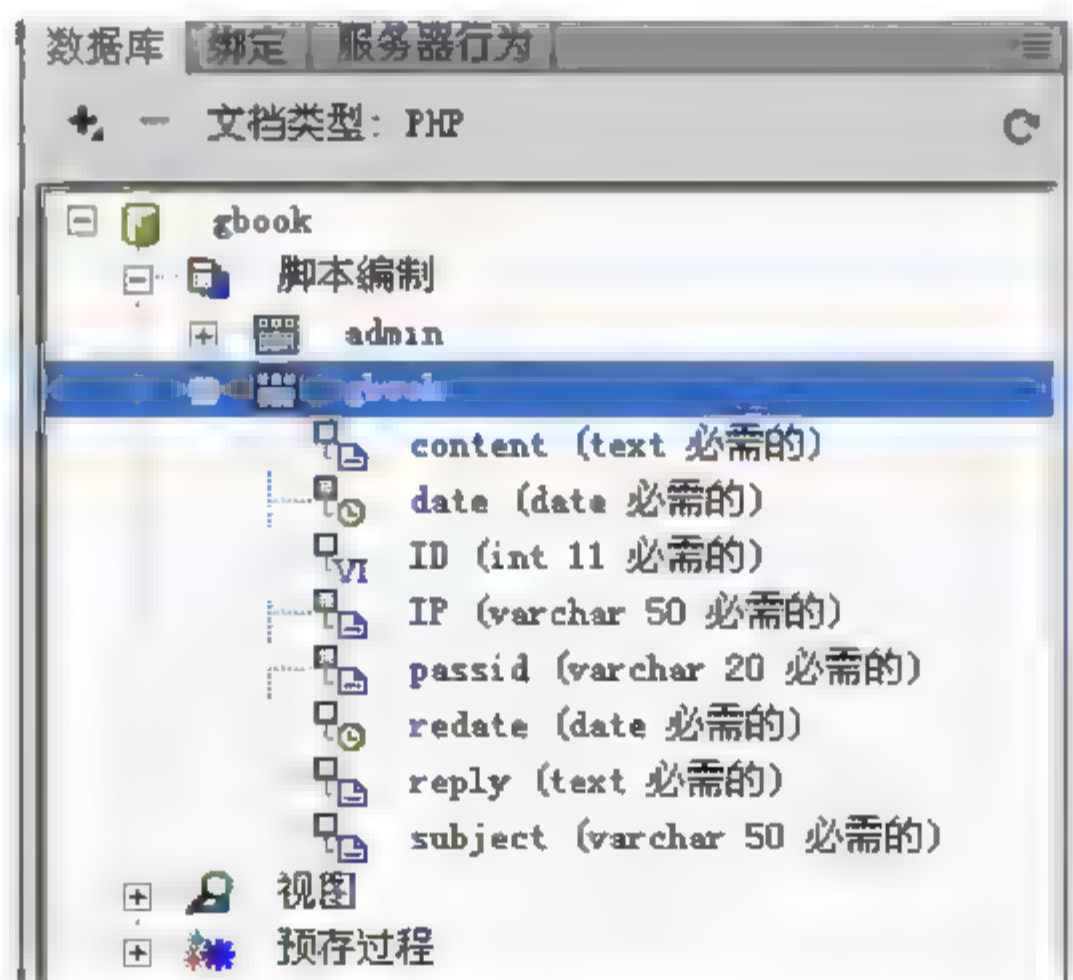 数据库 绑定 服务器行为
文档类型: PHP
gbook
脚本编制
admin
gbook
content (text 必需的)
date (date 必需的)
ID (int 11 必需的)
IP (varchar 50 必需的)
passid (varchar 20 必需的)
redate (date 必需的)
reply (text 必需的)
subject (varchar 50 必需的)
视图
预存过程